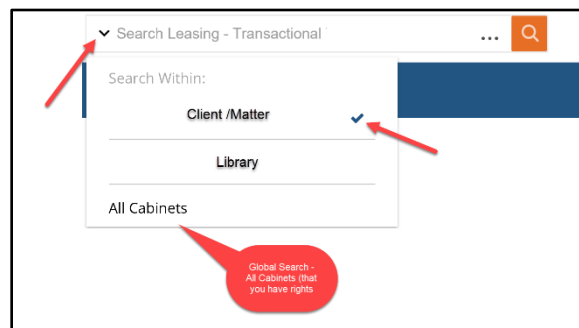 Search Leasing - Transactional
...
Search Within:
Client /Matter
Library
All Cabinets
Global Search -
All Cabinets (that
you have rights